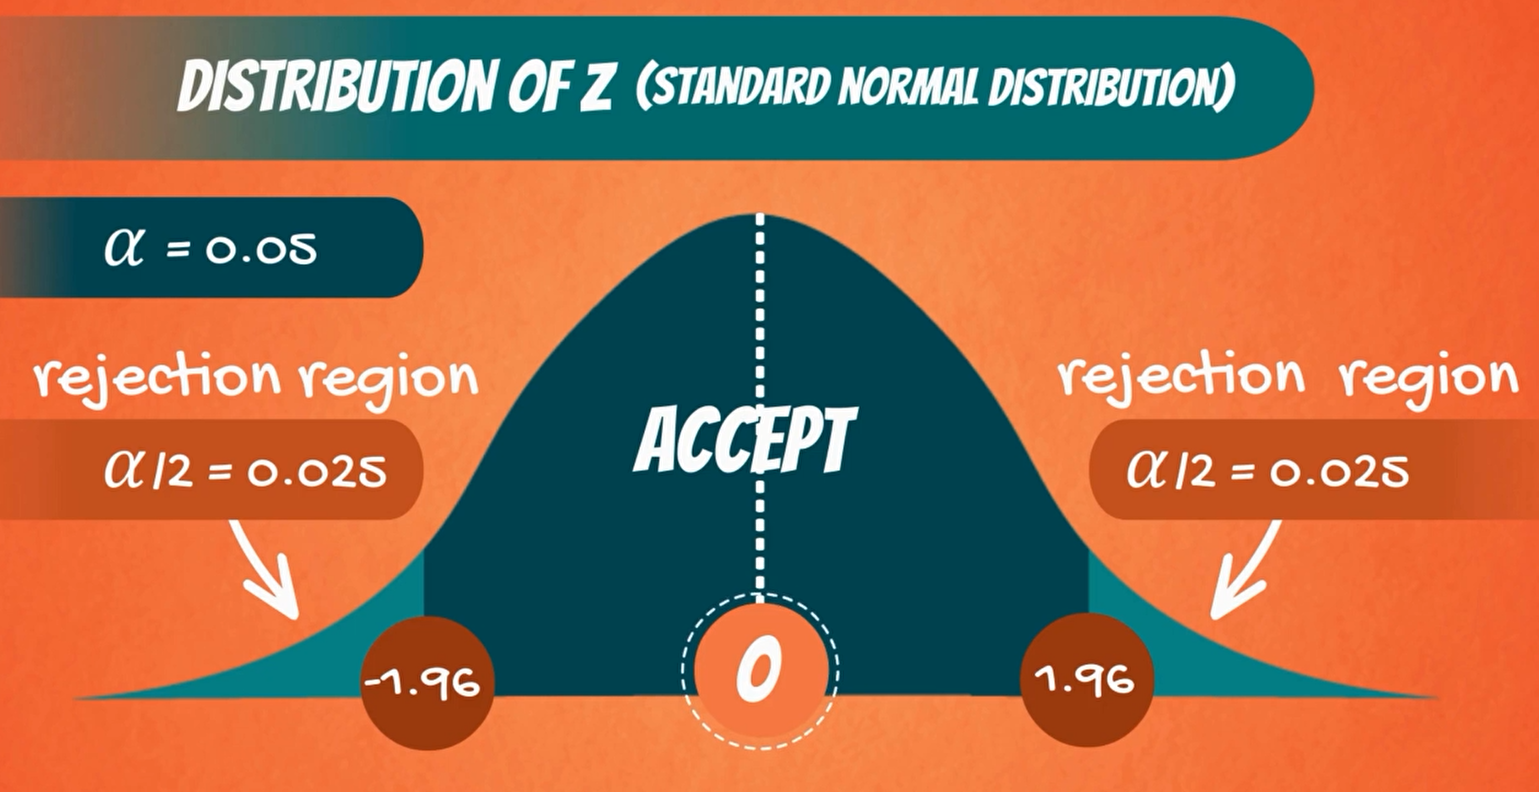 DISTRIBUTION OF Z (STANDARD NORMAL DISTRIBUTION)
α = 0.05
rejection region
α/2 = 0.025
rejection region
α/2 = 0.025
ACCEPT
-1.96
0
1.96